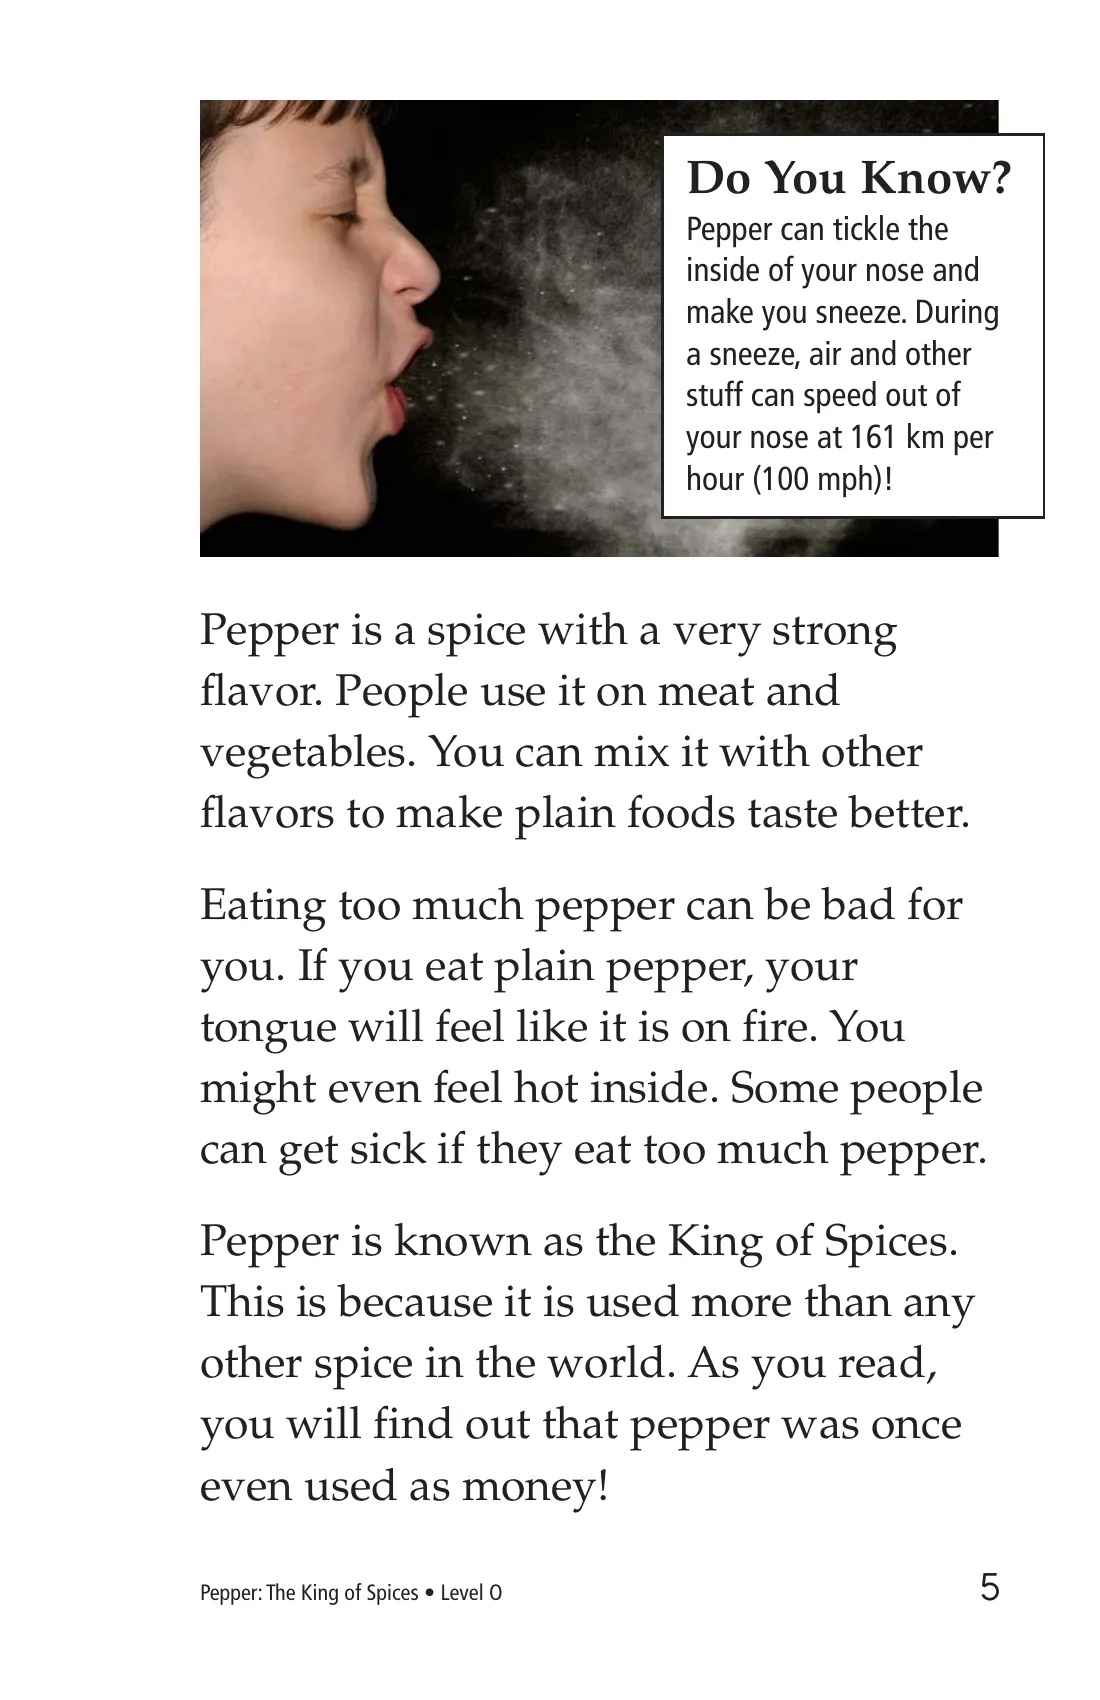 Do You Know?
Pepper can tickle the
inside of your nose and
make you sneeze. During
a sneeze, air and other
stuff can speed out of
your nose at 161 km per
hour (100 mph)!
Pepper is a spice with a very strong
flavor. People use it on meat and
vegetables. You can mix it with other
flavors to make plain foods taste better.
Eating too much pepper can be bad for
you. If you eat plain pepper, your
tongue will feel like it is on fire. You
might even feel hot inside. Some people
can get sick if they eat too much pepper.
Pepper is known as the King of Spices.
This is because it is used more than any
other spice in the world. As you read,
you will find out that pepper was once
even used as money!
Pepper: The King of Spices • Level O
5